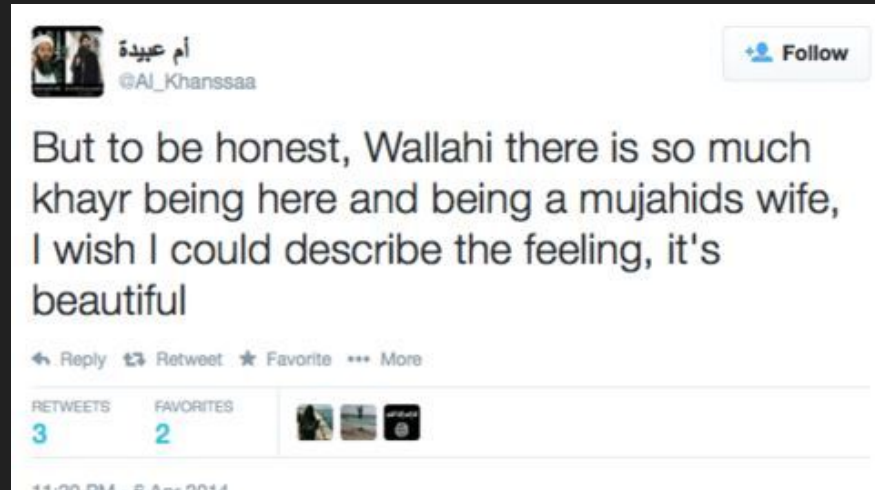 أم عبيدة
@Al_Khanssaa
Follow
But to be honest, Wallahi there is so much
khayr being here and being a mujahids wife,
I wish I could describe the feeling, it's
beautiful
Reply Retweet Favorite More
RETWEETS FAVORITES
3 2